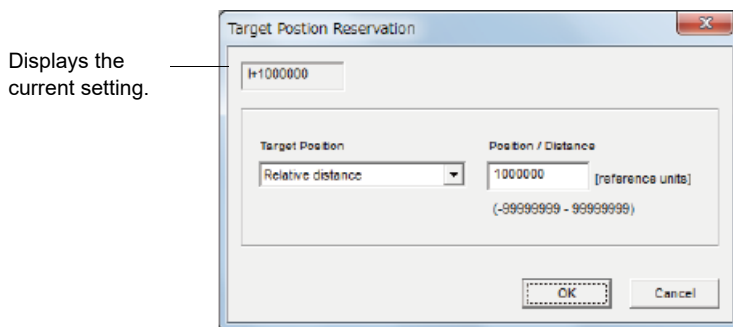 Target Postion Reservation
Displays the
current setting.
I+1000000
Target Position
Position / Distance
Relative distance
1000000
[reference units]
(-99999999 - 99999999)
OK
Cancel